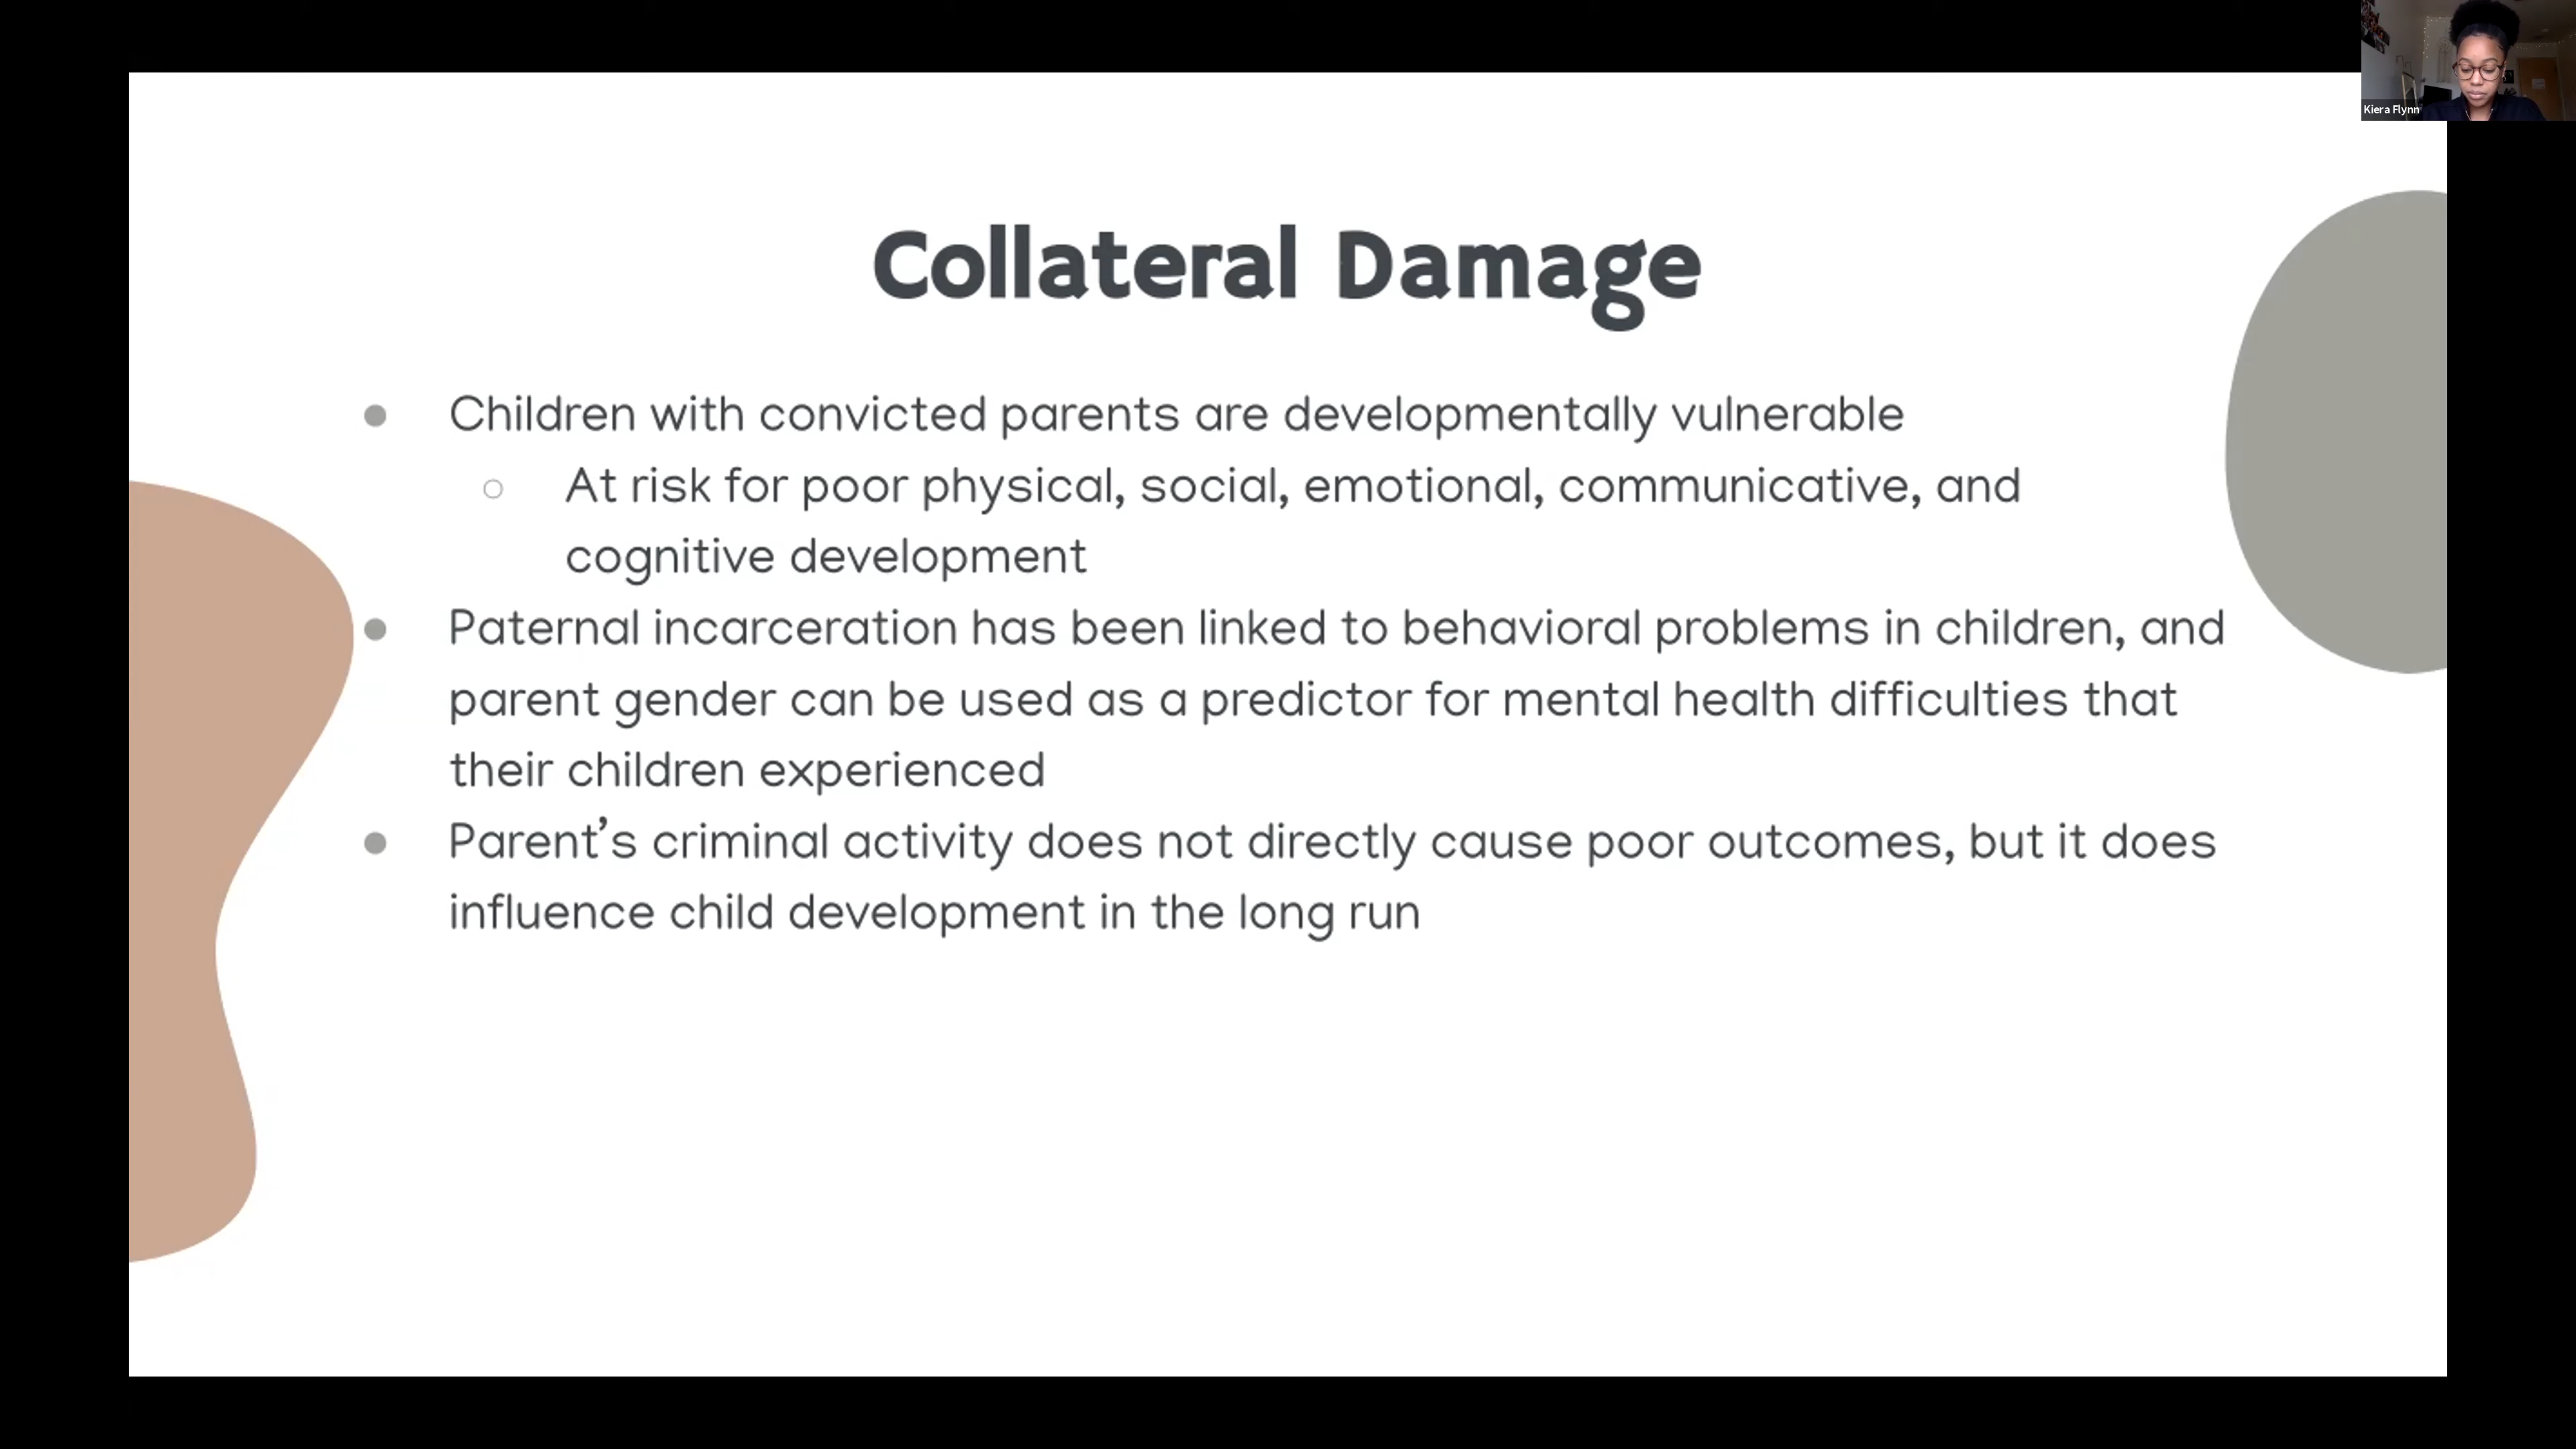 Kiera Flynn
Collateral Damage
● Children with convicted parents are developmentally vulnerable
○ At risk for poor physical, social, emotional, communicative, and
cognitive development
● Paternal incarceration has been linked to behavioral problems in children, and
parent gender can be used as a predictor for mental health difficulties that
their children experienced
● Parent’s criminal activity does not directly cause poor outcomes, but it does
influence child development in the long run